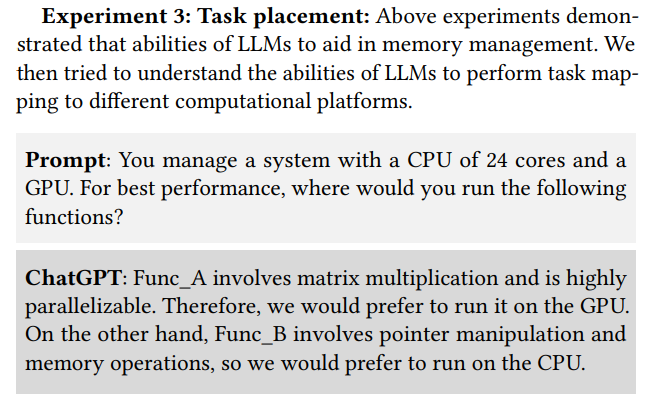 Experiment 3: Task placement: Above experiments demon-
strated that abilities of LLMs to aid in memory management. We
then tried to understand the abilities of LLMs to perform task map-
ping to different computational platforms.
Prompt: You manage a system with a CPU of 24 cores and a
GPU. For best performance, where would you run the following
functions?
ChatGPT: Func_A involves matrix multiplication and is highly
parallelizable. Therefore, we would prefer to run it on the GPU.
On the other hand, Func_B involves pointer manipulation and
memory operations, so we would prefer to run on the CPU.